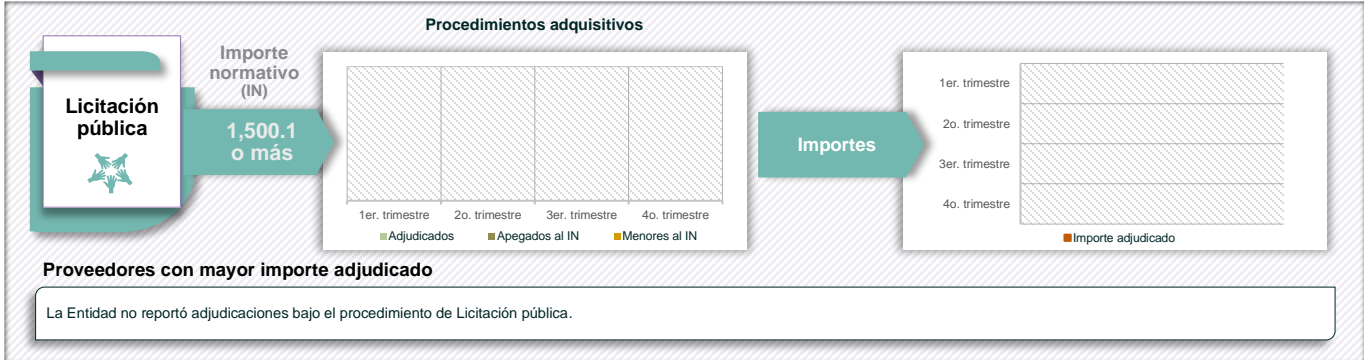 Procedimientos adquisitivos
Licitación
pública
Importe
normativo
(IN)
1,500.1
o más
1er. trimestre
2o. trimestre
3er. trimestre
4o. trimestre
Adjudicados
Apegados al IN
Menores al IN
Importes
1er. trimestre
2o. trimestre
3er. trimestre
4o. trimestre
Importe adjudicado
Proveedores con mayor importe adjudicado
La Entidad no reportó adjudicaciones bajo el procedimiento de Licitación pública.